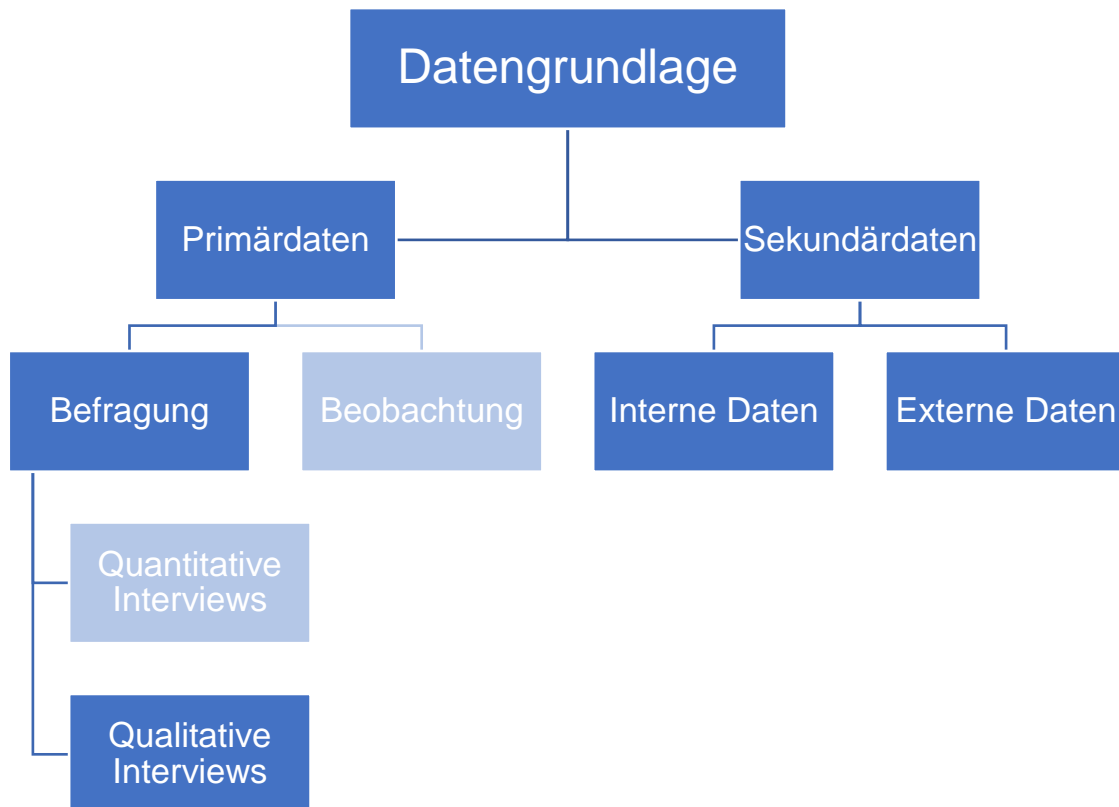 Datengrundlage
Primärdaten
Sekundärdaten
Befragung
Beobachtung
Interne Daten
Externe Daten
Quantitative
Interviews
Qualitative
Interviews